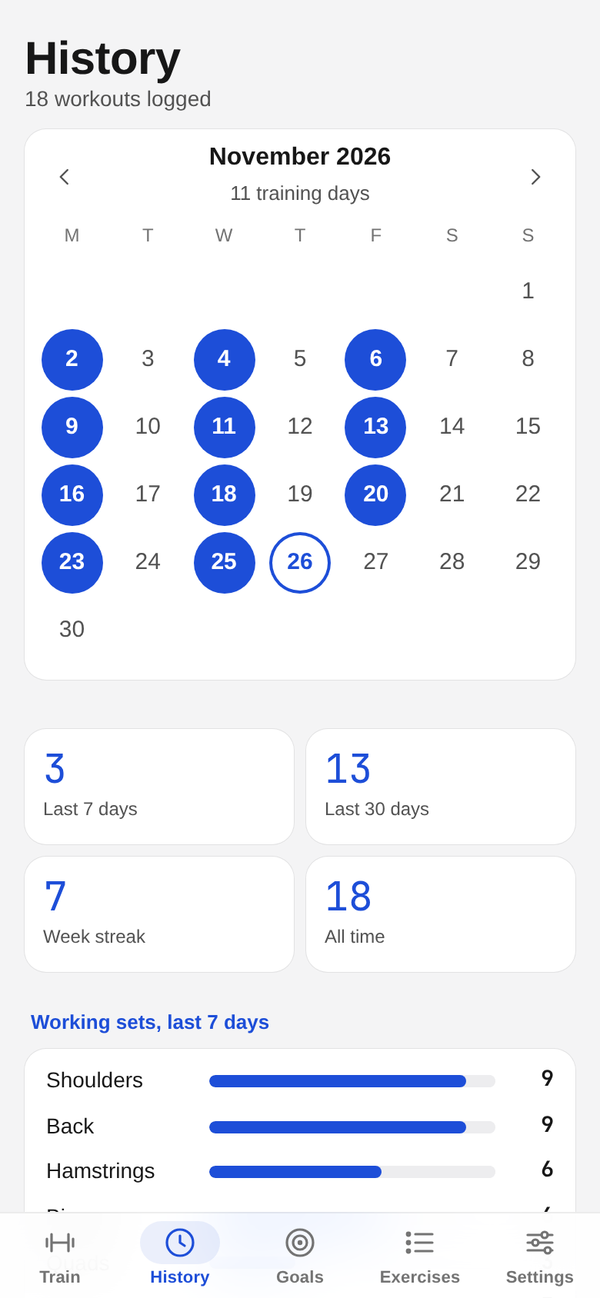 History
18 workouts logged
November 2026
11 training days
M T W T F S S
1
2 3 4 5 6 7 8
9 10 11 12 13 14 15
16 17 18 19 20 21 22
23 24 25 26 27 28 29
30
3
Last 7 days
13
Last 30 days
7
Week streak
18
All time
Working sets, last 7 days
Shoulders 9
Back 9
Hamstrings 6
Train History Goals Exercises Settings